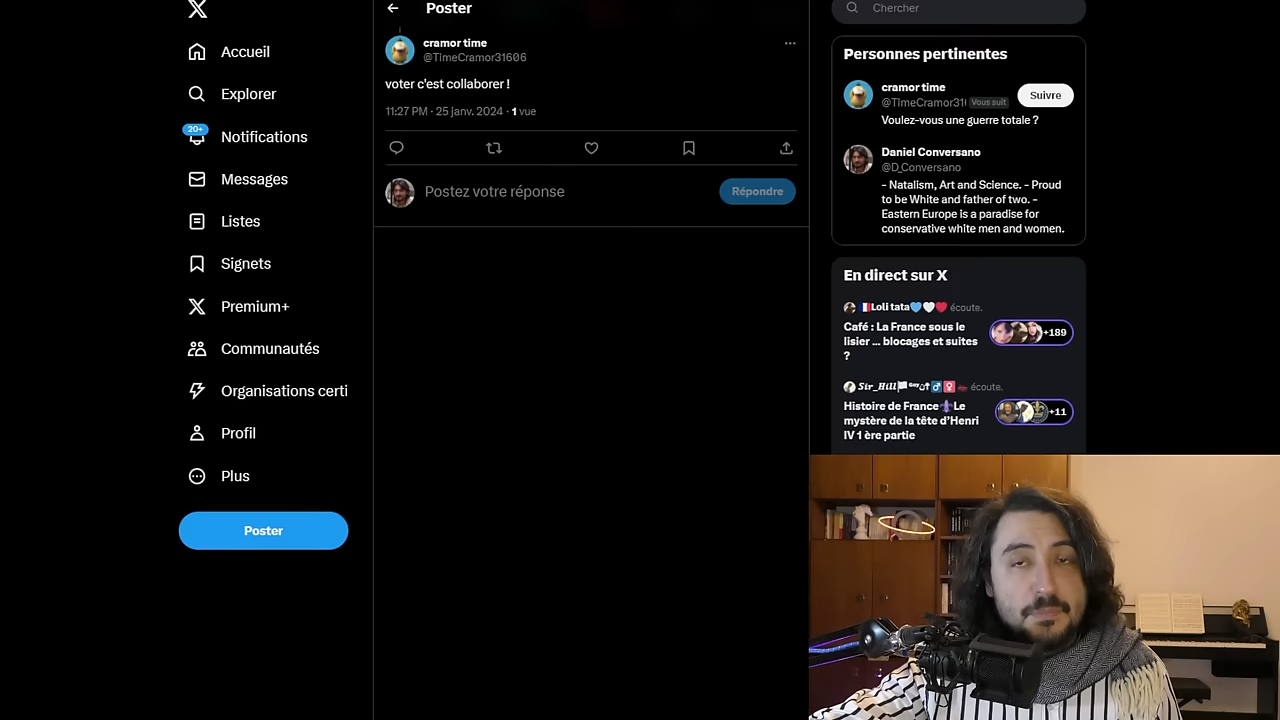 Poster
Chercher
Accueil
Explorer
20+
Notifications
Messages
Listes
Signets
Premium+
Communautés
Organisations certi
Profil
Plus
Poster
cramor time
@TimeCramor31606
voter c'est collaborer !
11:27 PM · 25 janv. 2024 · 1 vue
Postez votre réponse
Répondre
Personnes pertinentes
cramor time
@TimeCramor31( Vous suit
Suivre
Voulez-vous une guerre totale ?
Daniel Conversano
@D_Conversano
- Natalism, Art and Science. - Proud
to be White and father of two. -
Eastern Europe is a paradise for
conservative white men and women.
En direct sur X
Loli tata écoute.
Café : La France sous le
lisier ... blocages et suites
?
+189
Sir_Hill écoute.
Histoire de France⚜Le
mystère de la tête d'Henri
IV 1 ère partie
+11